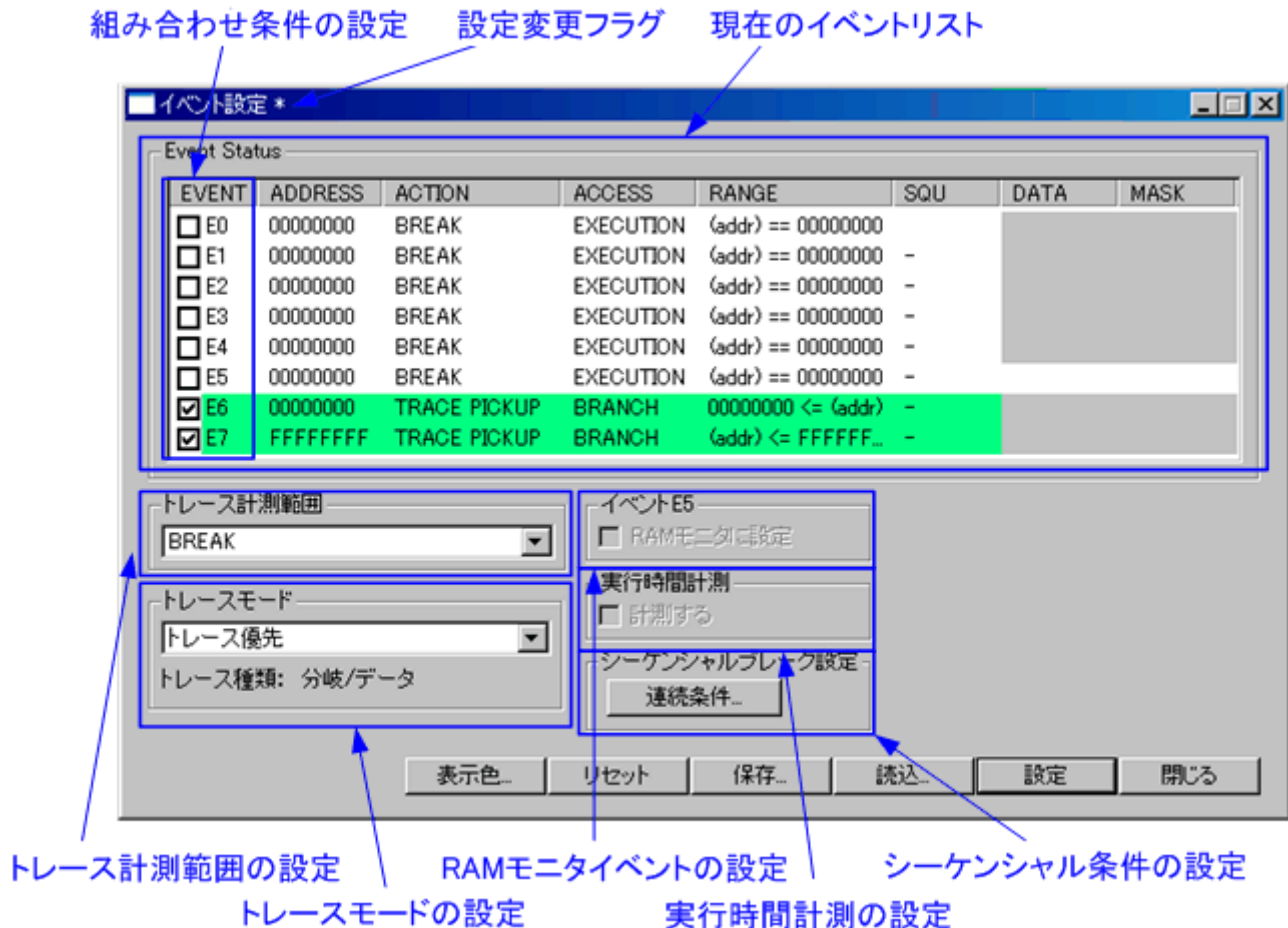 組み合わせ条件の設定 設定変更フラグ 現在のイベントリスト
イベント設定 *
Event Status
EVENT ADDRESS ACTION ACCESS RANGE SQU DATA MASK
E0 00000000 BREAK EXECUTION (addr) == 00000000
E1 00000000 BREAK EXECUTION (addr) == 00000000 -
E2 00000000 BREAK EXECUTION (addr) == 00000000 -
E3 00000000 BREAK EXECUTION (addr) == 00000000 -
E4 00000000 BREAK EXECUTION (addr) == 00000000 -
E5 00000000 BREAK EXECUTION (addr) == 00000000 -
E6 00000000 TRACE PICKUP BRANCH 00000000 <= (addr) -
E7 FFFFFFFF TRACE PICKUP BRANCH (addr) <= FFFFFF... -
トレース計測範囲
BREAK
トレースモード
トレース優先
トレース種類: 分岐/データ
イベントE5
RAMモニタに設定
実行時間計測
計測する
シーケンシャルブレーク設定
連続条件...
表示色... リセット 保存... 読込... 設定 閉じる
トレース計測範囲の設定 RAMモニタイベントの設定 シーケンシャル条件の設定
トレースモードの設定 実行時間計測の設定